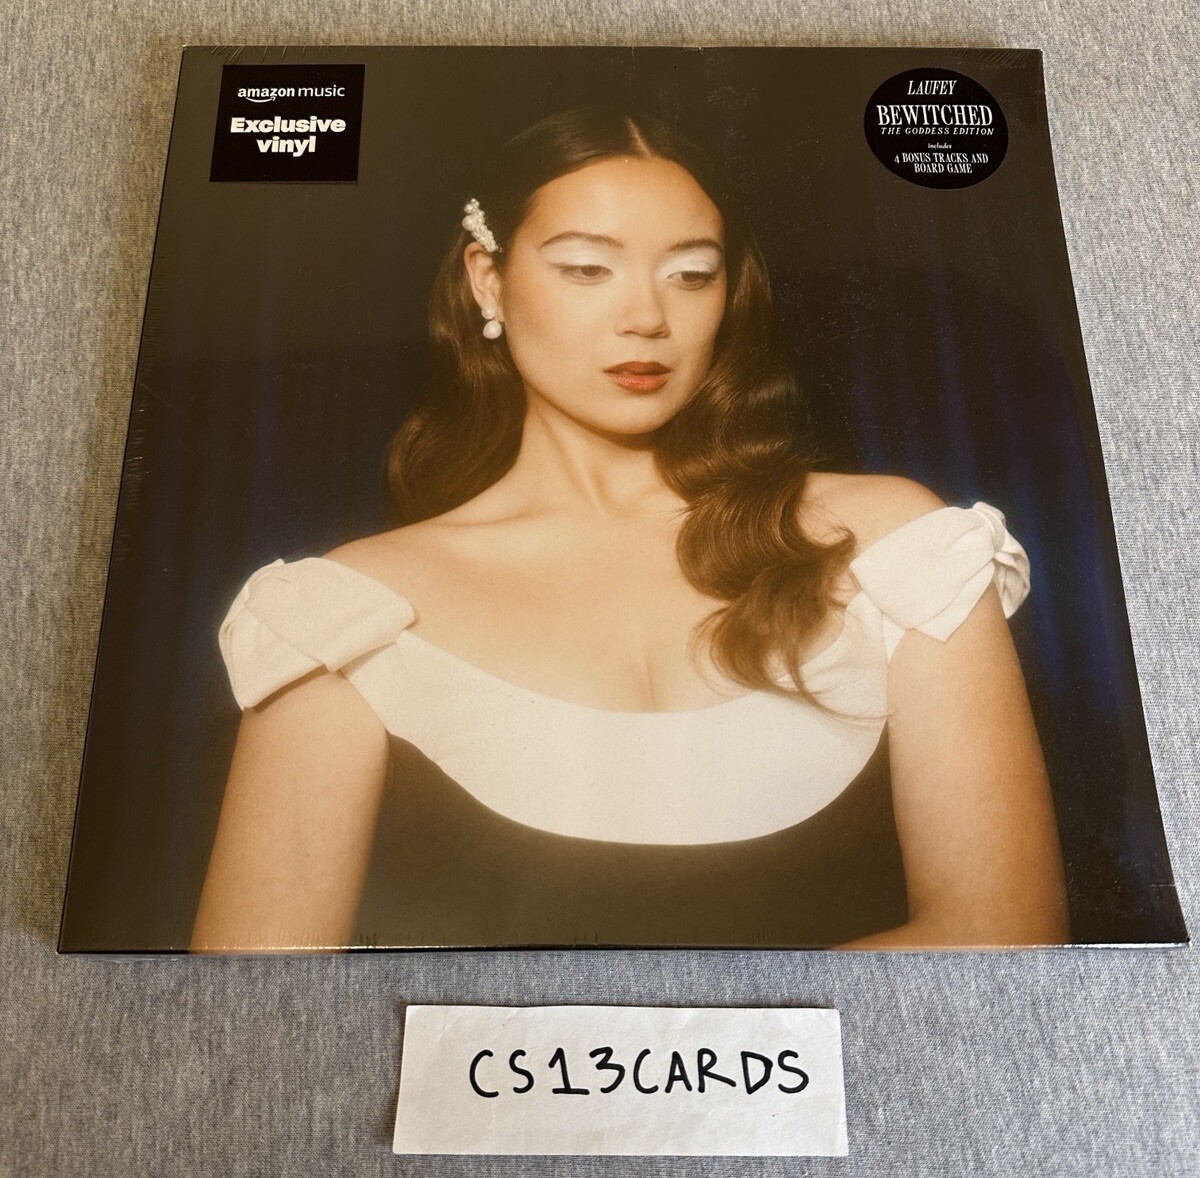 amazon music
Exclusive
vinyl
LAUFEY
BEWITCHED
THE GODDESS EDITION
includes
4 BONUS TRACKS AND
BOARD GAME
CS13CARDS